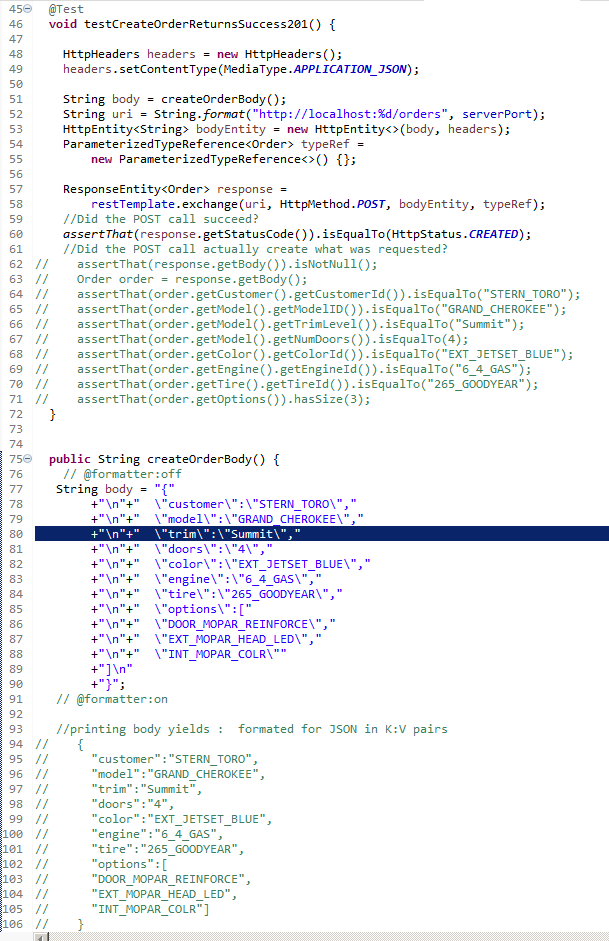 45 @Test
46 void testCreateOrderReturnsSuccess201() {
47
48 HttpHeaders headers = new HttpHeaders();
49 headers.setContentType(MediaType.APPLICATION_JSON);
50
51 String body = createOrderBody();
52 String uri = String.format("http://localhost:%d/orders", serverPort);
53 HttpEntity<String> bodyEntity = new HttpEntity<>(body, headers);
54 ParameterizedTypeReference<Order> typeRef =
55 new ParameterizedTypeReference<>() {};
56
57 ResponseEntity<Order> response =
58 restTemplate.exchange(uri, HttpMethod.POST, bodyEntity, typeRef);
59 //Did the POST call succeed?
60 assertThat(response.getStatusCode()).isEqualTo(HttpStatus.CREATED);
61 //Did the POST call actually create what was requested?
62 // assertThat(response.getBody()).isNotNull();
63 // Order order = response.getBody();
64 // assertThat(order.getCustomer().getCustomerId()).isEqualTo("STERN_TORO");
65 // assertThat(order.getModel().getModelID()).isEqualTo("GRAND_CHEROKEE");
66 // assertThat(order.getModel().getTrimLevel()).isEqualTo("Summit");
67 // assertThat(order.getModel().getNumDoors()).isEqualTo(4);
68 // assertThat(order.getColor().getColorId()).isEqualTo("EXT_JETSET_BLUE");
69 // assertThat(order.getEngine().getEngineId()).isEqualTo("6_4_GAS");
70 // assertThat(order.getTire().getTireId()).isEqualTo("265_GOODYEAR");
71 // assertThat(order.getOptions()).hasSize(3);
72 }
73
74
75 public String createOrderBody() {
76 // @formatter:off
77 String body = "{"
78 +"\n"+" \"customer\":\"STERN_TORO\","
79 +"\n"+" \"model\":\"GRAND_CHEROKEE\","
80 +"\n"+" \"trim\":\"Summit\","
81 +"\n"+" \"doors\":\"4\","
82 +"\n"+" \"color\":\"EXT_JETSET_BLUE\","
83 +"\n"+" \"engine\":\"6_4_GAS\","
84 +"\n"+" \"tire\":\"265_GOODYEAR\","
85 +"\n"+" \"options\":["
86 +"\n"+" \"DOOR_MOPAR_REINFORCE\","
87 +"\n"+" \"EXT_MOPAR_HEAD_LED\","
88 +"\n"+" \"INT_MOPAR_COLR\""
89 +"]\n"
90 +"}";
91 // @formatter:on
92
93 //printing body yields : formated for JSON in K:V pairs
94 // {
95 // "customer":"STERN_TORO",
96 // "model":"GRAND_CHEROKEE",
97 // "trim":"Summit",
98 // "doors":"4",
99 // "color":"EXT_JETSET_BLUE",
100 // "engine":"6_4_GAS",
101 // "tire":"265_GOODYEAR",
102 // "options":[
103 // "DOOR_MOPAR_REINFORCE",
104 // "EXT_MOPAR_HEAD_LED",
105 // "INT_MOPAR_COLR"]
106 // }